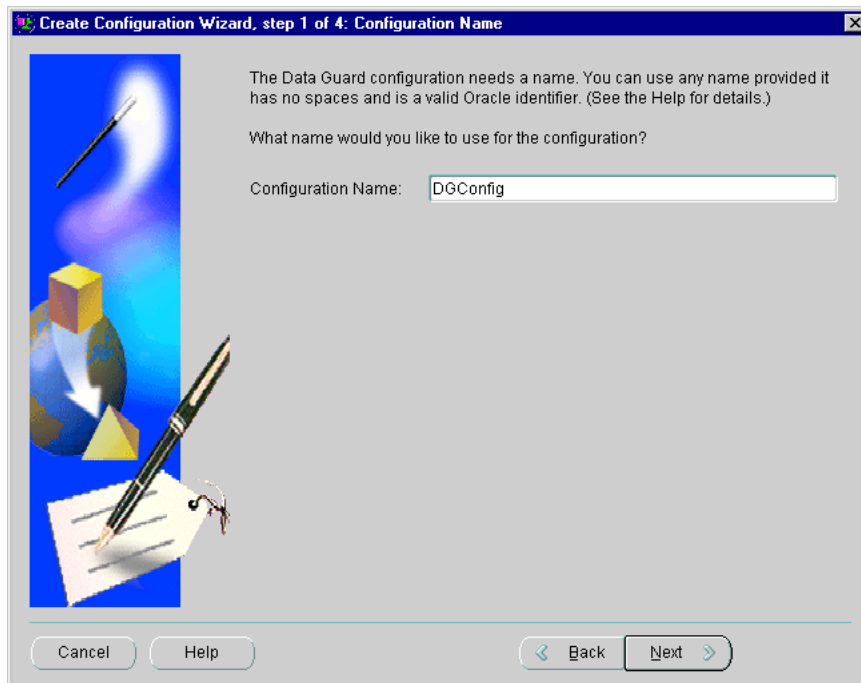 Create Configuration Wizard, step 1 of 4: Configuration Name
The Data Guard configuration needs a name. You can use any name provided it
has no spaces and is a valid Oracle identifier. (See the Help for details.)
What name would you like to use for the configuration?
Configuration Name: DGConfig
Cancel Help Back Next